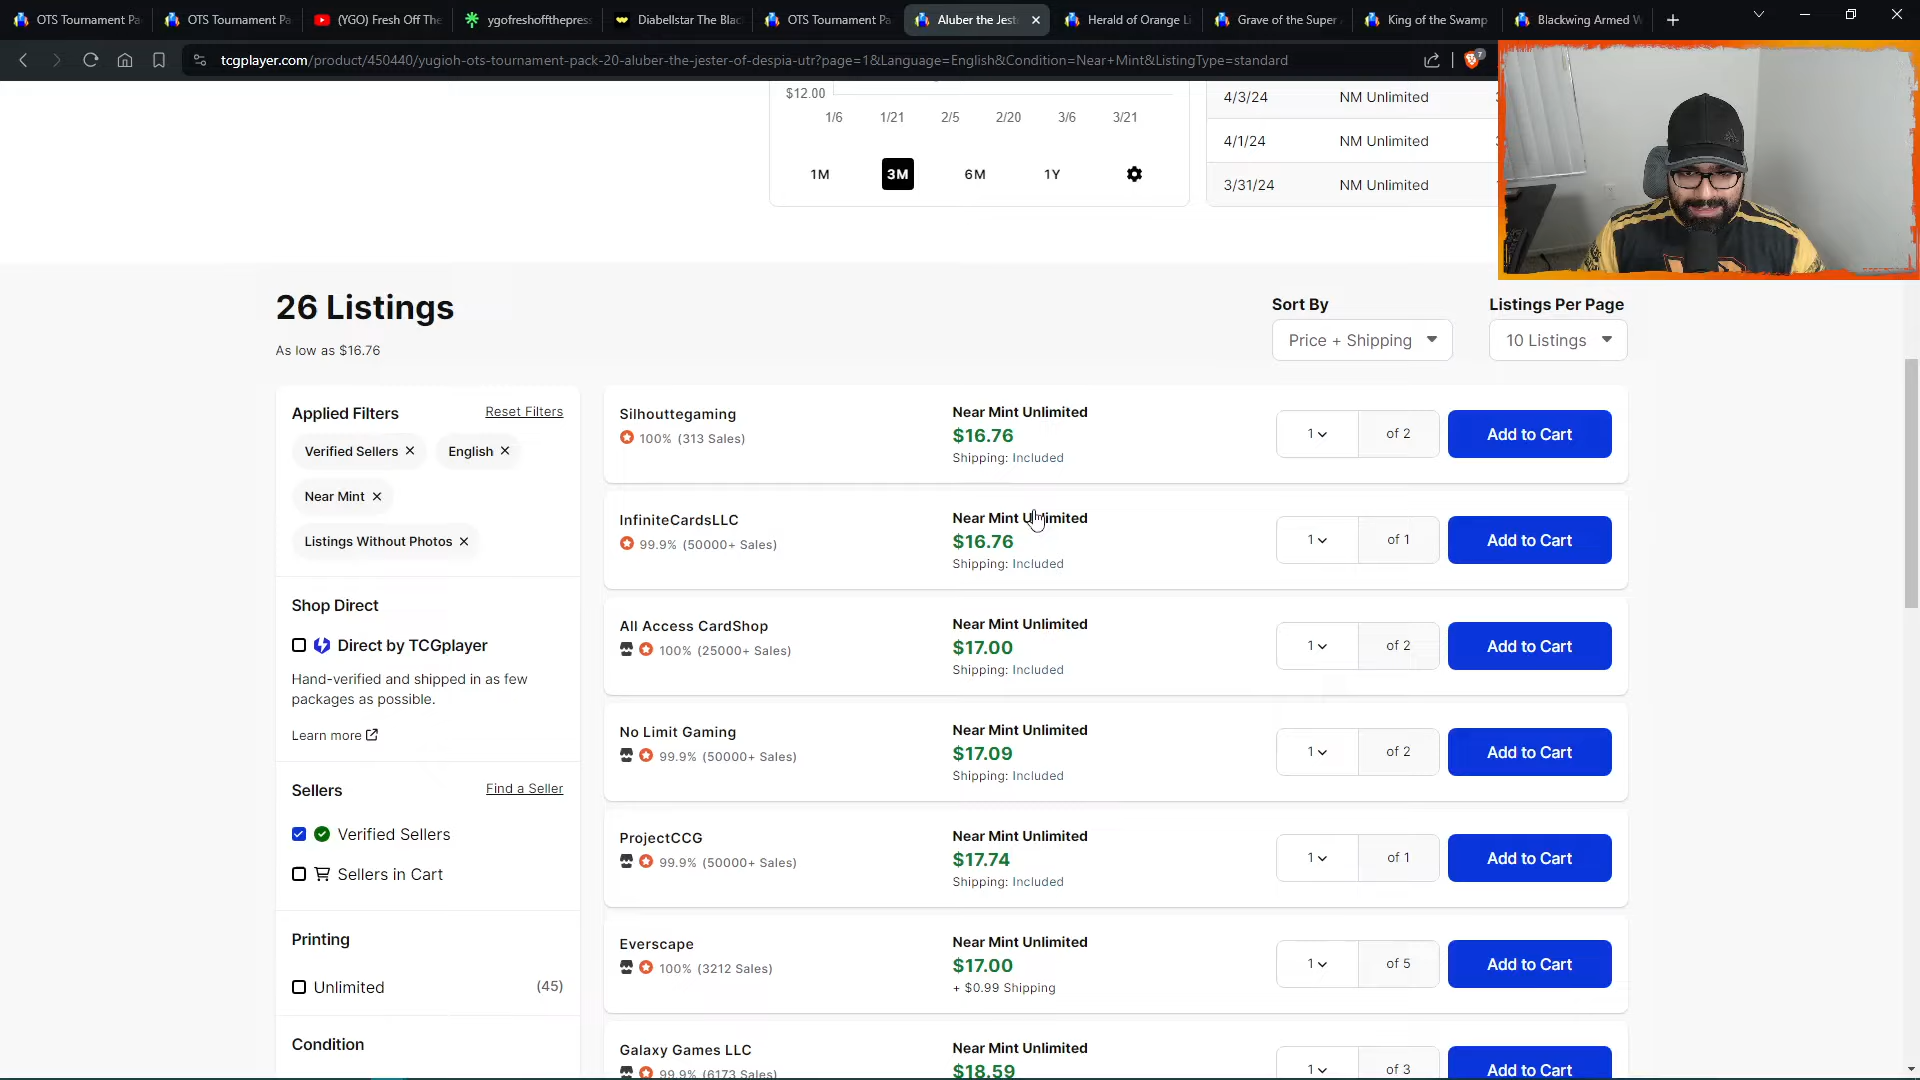 OTS Tournament Pa
OTS Tournament Pa
(YGO) Fresh Off The
ygofreshoffthepress
Diabellstar The Blac
OTS Tournament Pa
Aluber the Jest
Herald of Orange Li
Grave of the Super
King of the Swamp
Blackwing Armed W
tcgplayer.com/product/450440/yugioh-ots-tournament-pack-20-aluber-the-jester-of-despia-utr?page=1&Language=English&Condition=Near+Mint&ListingType=standard
$12.00
1/6 1/21 2/5 2/20 3/6 3/21
1M 3M 6M 1Y
4/3/24 NM Unlimited
4/1/24 NM Unlimited
3/31/24 NM Unlimited
26 Listings
As low as $16.76
Sort By
Price + Shipping
Listings Per Page
10 Listings
Applied Filters Reset Filters
Verified Sellers English
Near Mint
Listings Without Photos
Shop Direct
Direct by TCGplayer
Hand-verified and shipped in as few
packages as possible.
Learn more
Sellers Find a Seller
Verified Sellers
Sellers in Cart
Printing
Unlimited (45)
Condition
Silhouttegaming
100% (313 Sales)
Near Mint Unlimited
$16.76
Shipping: Included
1 of 2 Add to Cart
InfiniteCardsLLC
99.9% (50000+ Sales)
Near Mint Unlimited
$16.76
Shipping: Included
1 of 1 Add to Cart
All Access CardShop
100% (25000+ Sales)
Near Mint Unlimited
$17.00
Shipping: Included
1 of 2 Add to Cart
No Limit Gaming
99.9% (50000+ Sales)
Near Mint Unlimited
$17.09
Shipping: Included
1 of 2 Add to Cart
ProjectCCG
99.9% (50000+ Sales)
Near Mint Unlimited
$17.74
Shipping: Included
1 of 1 Add to Cart
Everscape
100% (3212 Sales)
Near Mint Unlimited
$17.00
+ $0.99 Shipping
1 of 5 Add to Cart
Galaxy Games LLC
99.9% (6173 Sales)
Near Mint Unlimited
$18.59
1 of 3 Add to Cart